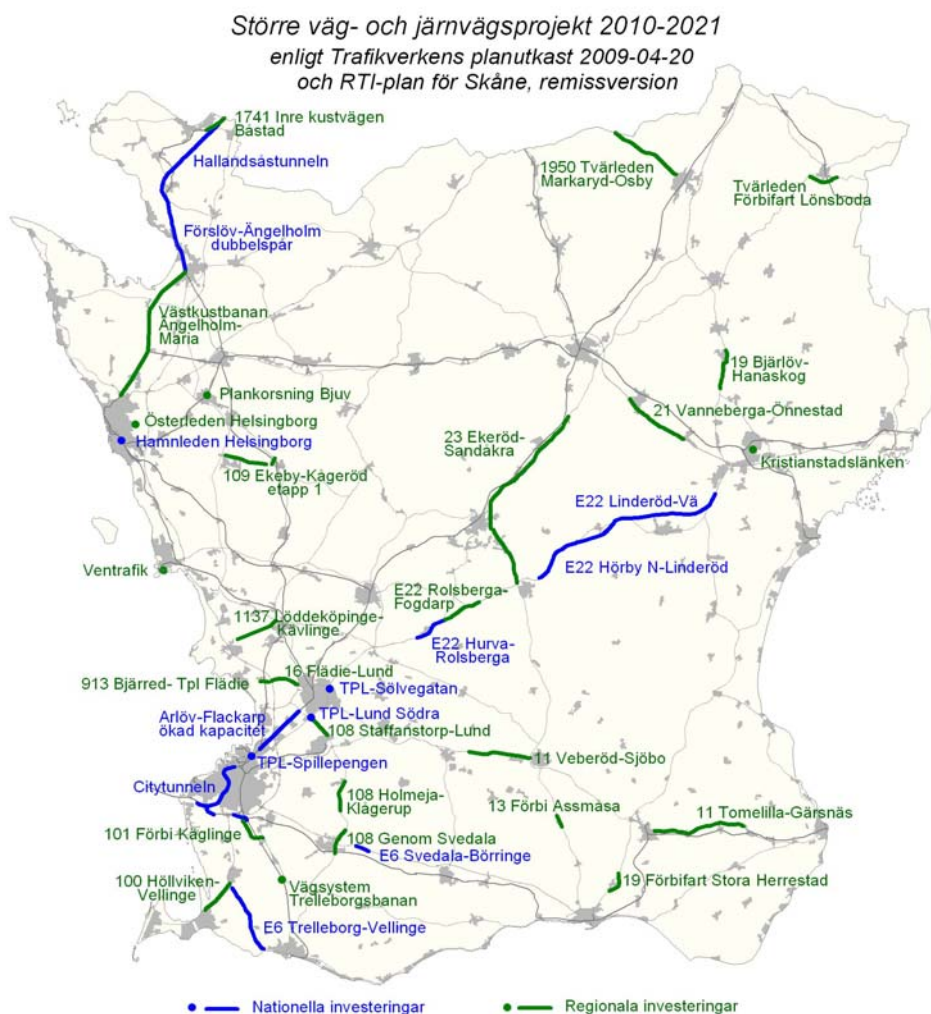 Större väg- och järnvägsprojekt 2010-2021
enligt Trafikverkens planutkast 2009-04-20
och RTI-plan för Skåne, remissversion
1741 Inre kustvägen
Båstad
Hallandsåstunneln
1950 Tvärleden
Markaryd-Osby
Tvärleden
Förbifart Lönsboda
Förslöv-Ängelholm
dubbelspår
Västkustbanan
Ängelholm-
Maria
19 Bjärlöv-
Hanaskog
Plankorsning Bjuv
21 Vanneberga-Önnestad
Österleden Helsingborg
Hamnleden Helsingborg
23 Ekeröd-
Sandåkra
Kristianstadslänken
109 Ekeby-Kågeröd
etapp 1
E22 Linderöd-Vä
Ventrafik
E22 Hörby N-Linderöd
E22 Rolsberga-
Fogdarp
1137 Löddeköpinge-
Kävlinge
E22 Hurva-
Rolsberga
16 Flädie-Lund
913 Bjärred- Tpl Flädie
TPL-Sölvegatan
Arlöv-Flackarp
ökad kapacitet
TPL-Lund Södra
108 Staffanstorp-Lund
11 Veberöd-Sjöbo
TPL-Spillepengen
Citytunneln
108 Holmeja-
Klågerup
13 Förbi Assmåsa
11 Tomelilla-Gärsnäs
101 Förbi Käglinge
108 Genom Svedala
E6 Svedala-Börringe
100 Höllviken-
Vellinge
Vägsystem
Trelleborgsbanan
19 Förbifart Stora Herrestad
E6 Trelleborg-Vellinge
Nationella investeringar
Regionala investeringar